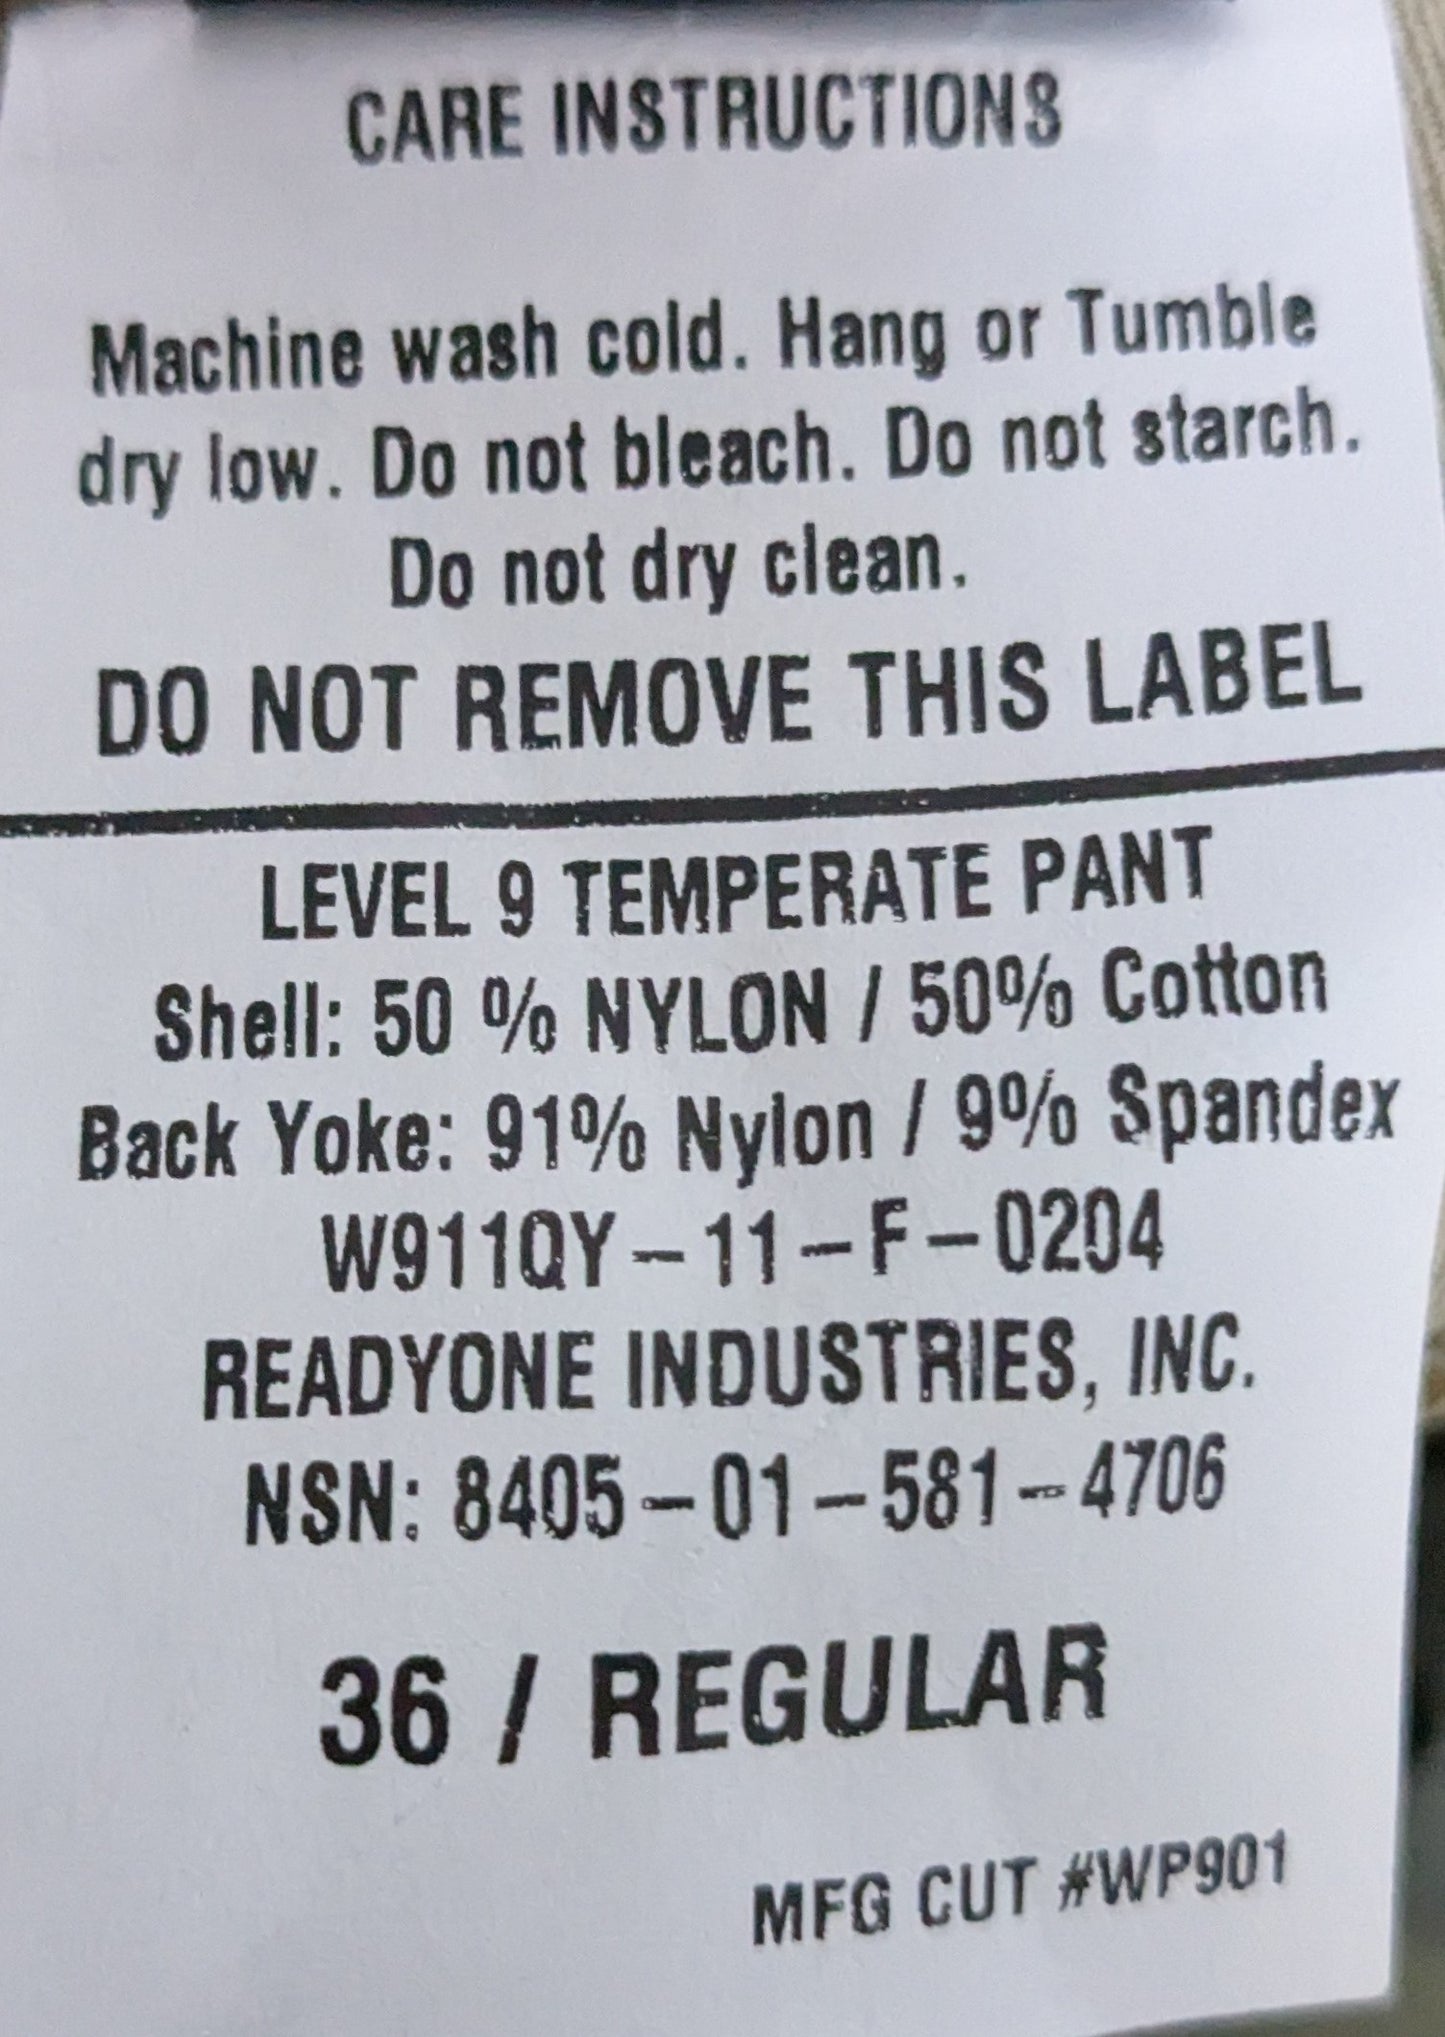 CARE INSTRUCTIONS
Machine wash cold. Hang or Tumble
dry low. Do not bleach. Do not starch.
Do not dry clean.
DO NOT REMOVE THIS LABEL
LEVEL 9 TEMPERATE PANT
Shell: 50 % NYLON / 50% Cotton
Back Yoke: 91% Nylon / 9% Spandex
W911QY-11-F-0204
READYONE INDUSTRIES, INC.
NSN: 8405-01-581-4706
36 / REGULAR
MFG CUT #WP901